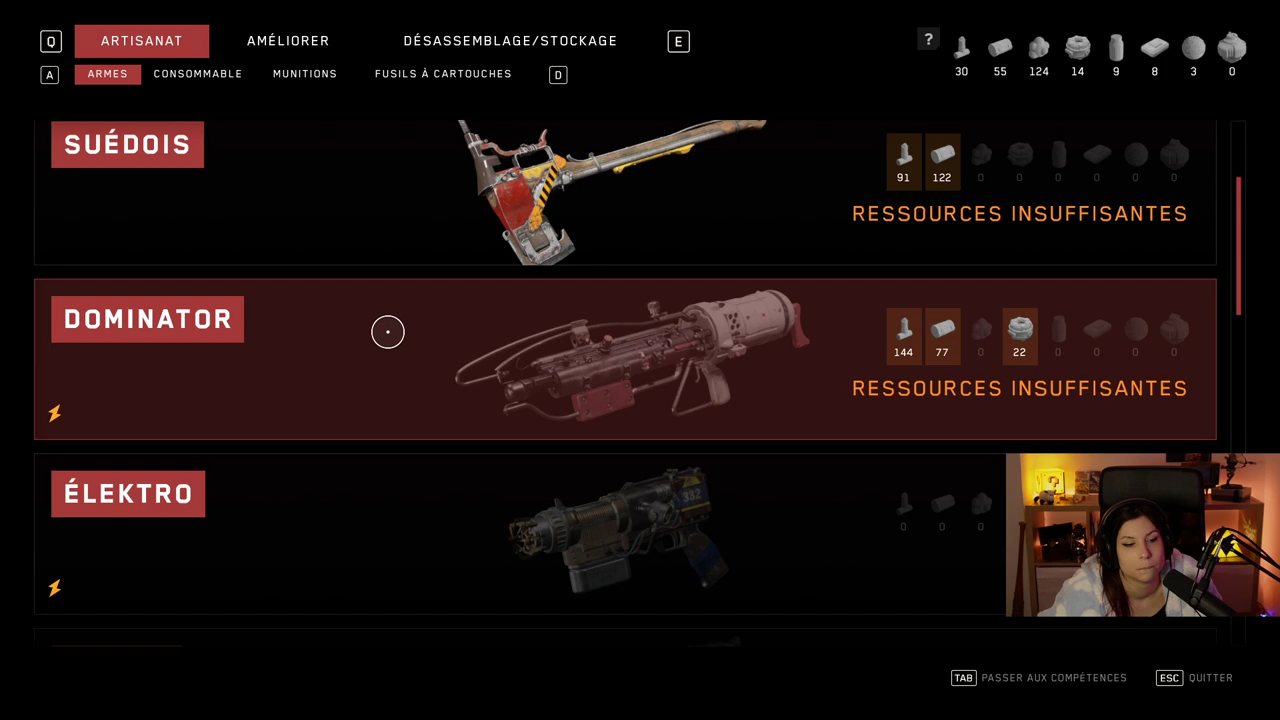 Q ARTISANAT AMÉLIORER DÉSASSEMBLAGE/STOCKAGE E
?
30 55 124 14 9 8 3 0
A ARMES CONSOMMABLE MUNITIONS FUSILS À CARTOUCHES D
SUÉDOIS
91 122 0 0 0 0 0 0
RESSOURCES INSUFFISANTES
DOMINATOR
144 77 0 22 0 0 0 0
RESSOURCES INSUFFISANTES
ÉLEKTRO
332
0 0 0
TAB PASSER AUX COMPÉTENCES ESC QUITTER